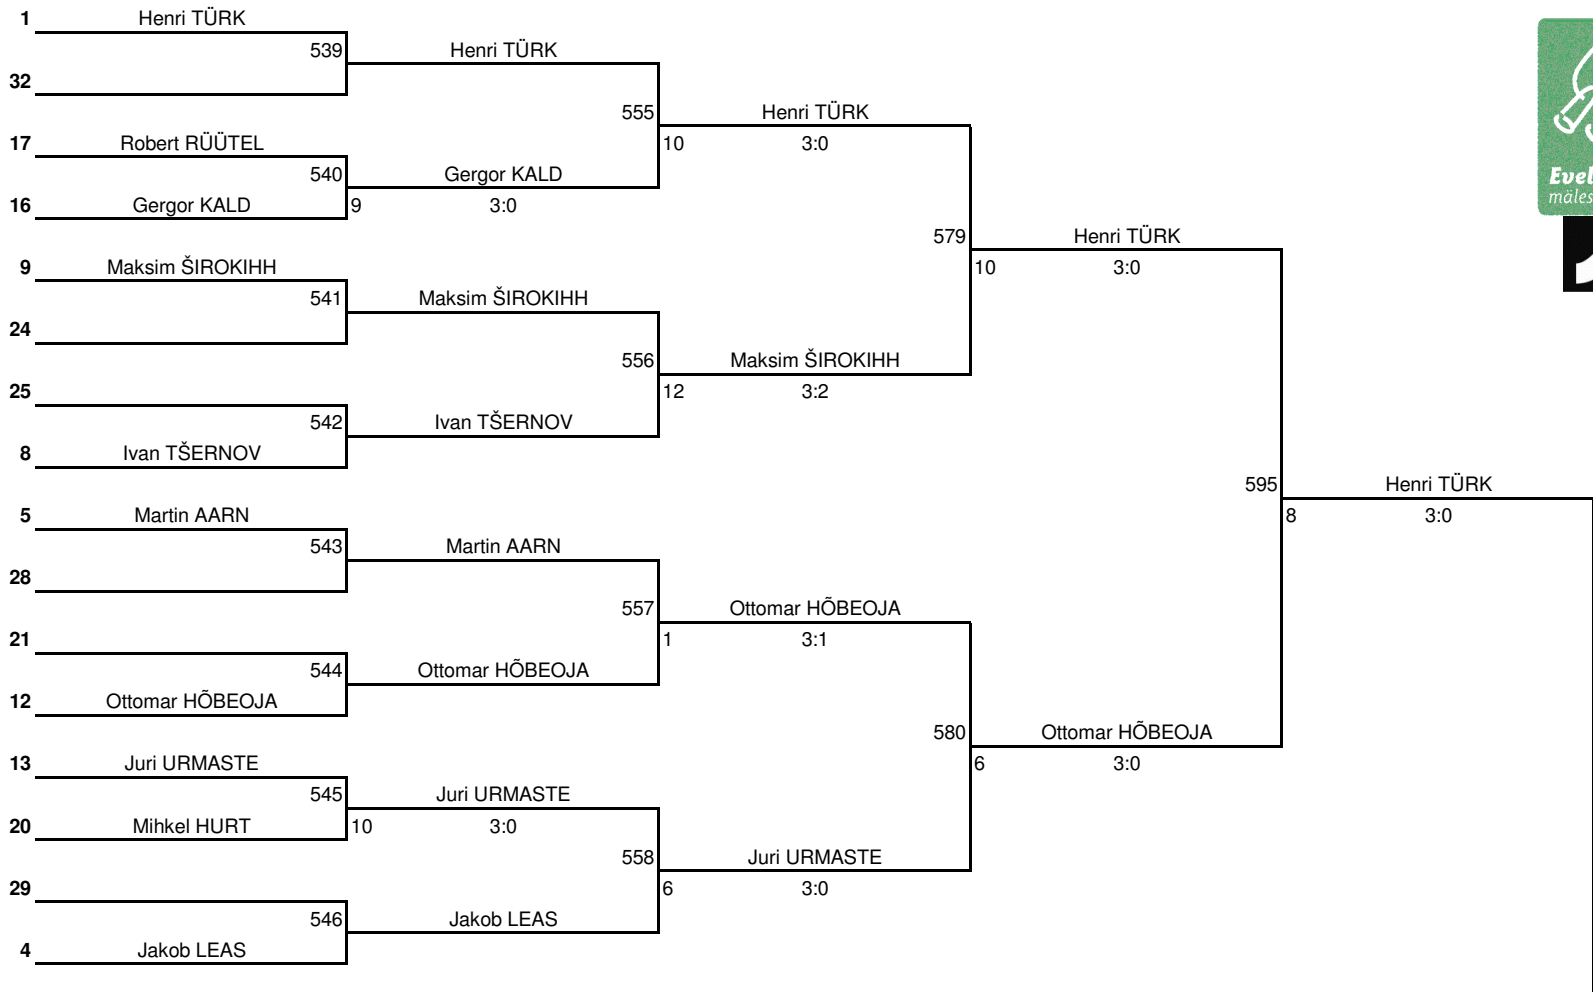 1 Henri TÜRK
539 Henri TÜRK
32
555 Henri TÜRK
17 Robert RÜÜTEL
10 3:0
540 Gergor KALD
16 Gergor KALD 9 3:0
579 Henri TÜRK
9 Maksim ŠIROKIHH
10 3:0
541 Maksim ŠIROKIHH
24
556 Maksim ŠIROKIHH
25
12 3:2
542 Ivan TŠERNOV
8 Ivan TŠERNOV
595 Henri TÜRK
5 Martin AARN
8 3:0
543 Martin AARN
28
557 Ottomar HÕBEOJA
21
1 3:1
544 Ottomar HÕBEOJA
12 Ottomar HÕBEOJA
580 Ottomar HÕBEOJA
13 Juri URMASTE
6 3:0
545 Juri URMASTE
20 Mihkel HURT 10 3:0
558 Juri URMASTE
29
6 3:0
546 Jakob LEAS
4 Jakob LEAS